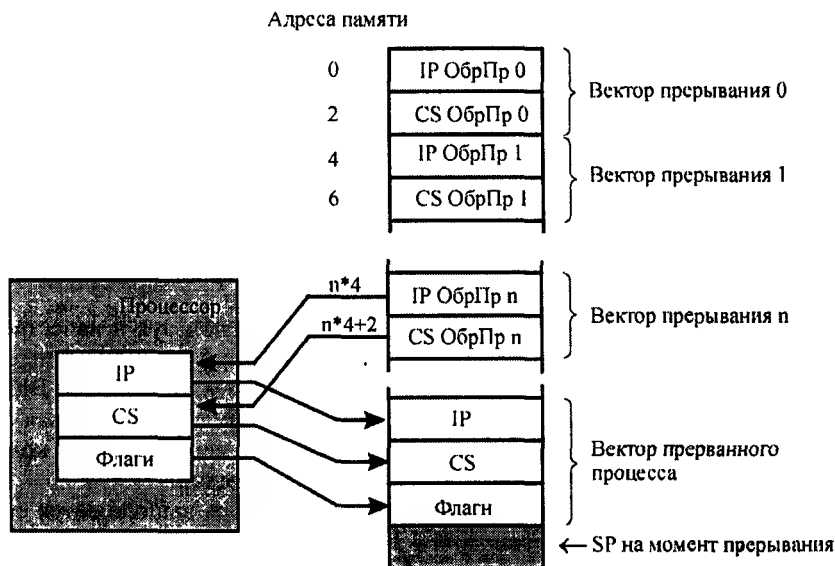 Адреса памяти
0
IP ОбрПр 0
2
CS ОбрПр 0
Вектор прерывания 0
4
IP ОбрПр 1
6
CS ОбрПр 1
Вектор прерывания 1
n*4
IP ОбрПр n
n*4+2
CS ОбрПр n
Вектор прерывания n
Процессор
IP
CS
Флаги
IP
CS
Флаги
Вектор прерванного
процесса
← SP на момент прерывания